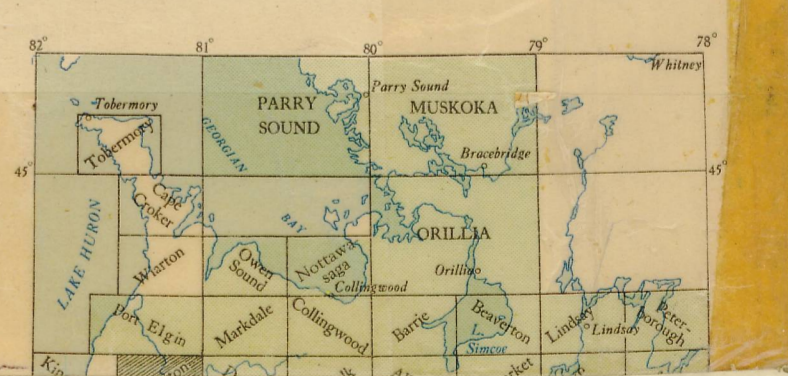 82° 81° 80° 79° 78°
Whitney
Parry Sound
Tobermory
PARRY
SOUND
MUSKOKA
Tobermory
GEORGIAN
Bracebridge
45° 45°
Cape
Croker
LAKE HURON
BAY
ORILLIA
Wiarton
Owen
Sound
Nottawa
saga
Orillia
Collingwood
Port Elgin
Markdale
Collingwood
Barrie
Beaverton
Lindsay
Lindsay
Peter-
borough
L.
Simcoe
Kin
rket